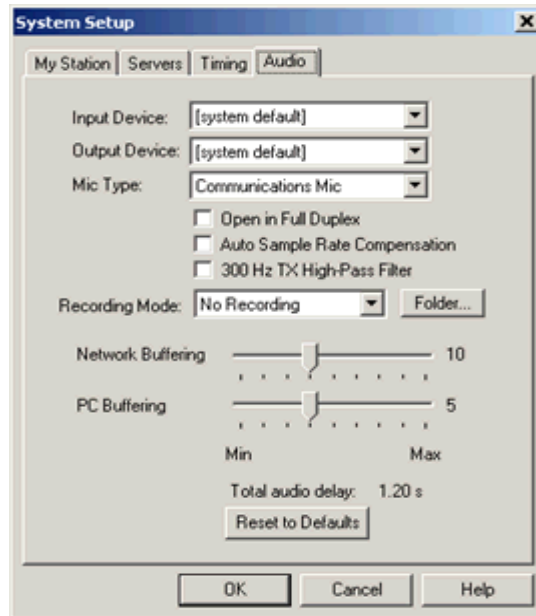 System Setup
My Station Servers Timing Audio
Input Device: [system default]
Output Device: [system default]
Mic Type: Communications Mic
Open in Full Duplex
Auto Sample Rate Compensation
300 Hz TX High-Pass Filter
Recording Mode: No Recording Folder...
Network Buffering 10
PC Buffering 5
Min Max
Total audio delay: 1.20 s
Reset to Defaults
OK Cancel Help